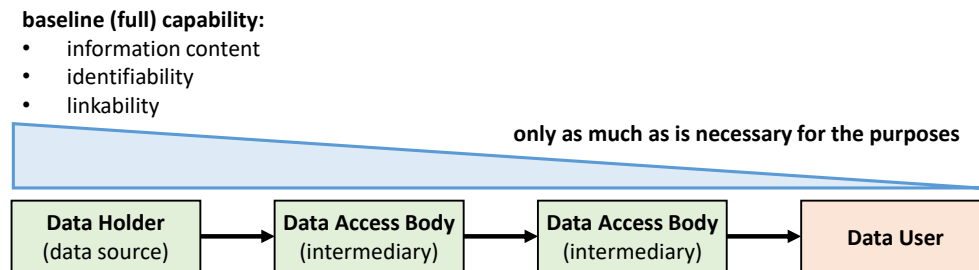 baseline (full) capability:
• information content
• identifiability
• linkability
only as much as is necessary for the purposes
Data Holder
(data source)
Data Access Body
(intermediary)
Data Access Body
(intermediary)
Data User